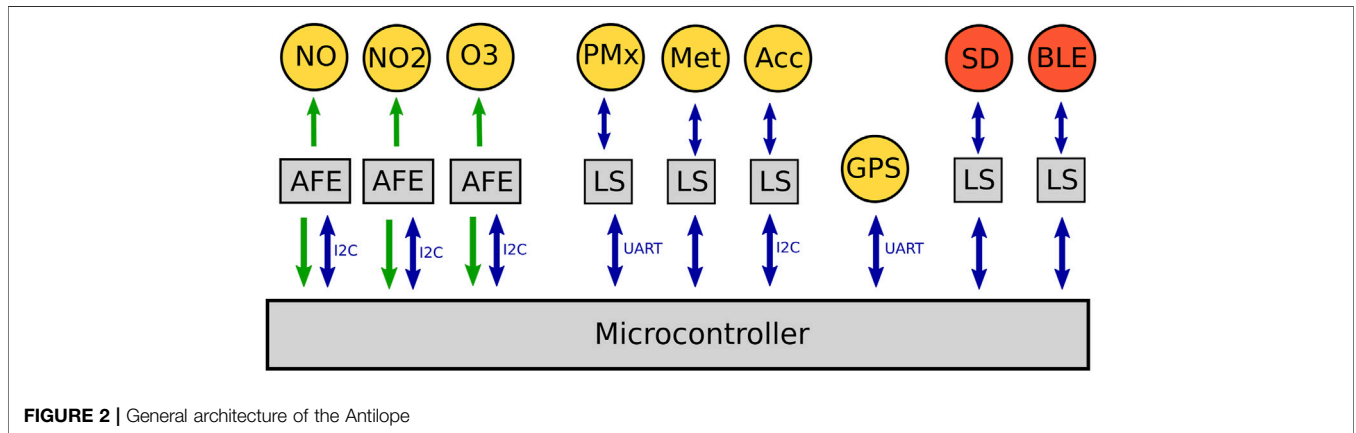 NO NO2 O3 PMx Met Acc SD BLE
GPS
AFE AFE AFE LS LS LS LS LS
I2C I2C I2C UART I2C UART
Microcontroller
FIGURE 2 | General architecture of the Antilope